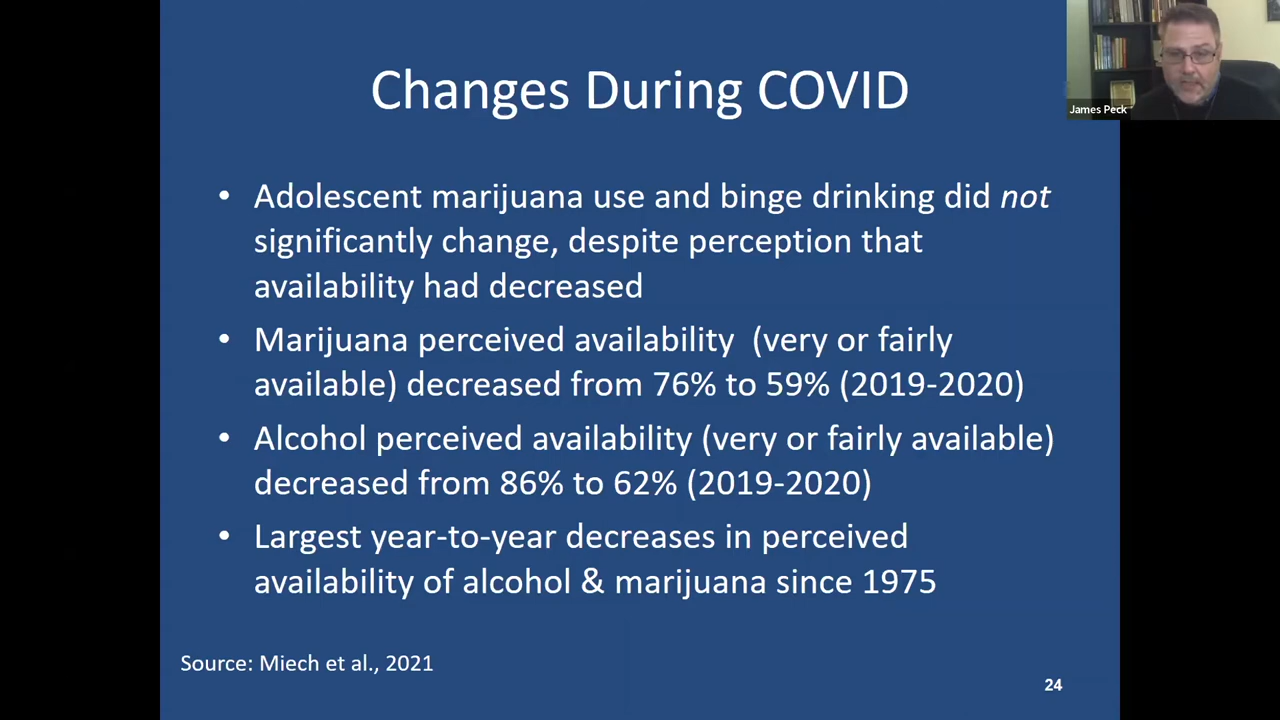 Changes During COVID
James Peck
• Adolescent marijuana use and binge drinking did not
significantly change, despite perception that
availability had decreased
• Marijuana perceived availability  (very or fairly
available) decreased from 76% to 59% (2019-2020)
• Alcohol perceived availability (very or fairly available)
decreased from 86% to 62% (2019-2020)
• Largest year-to-year decreases in perceived
availability of alcohol & marijuana since 1975
Source: Miech et al., 2021
24